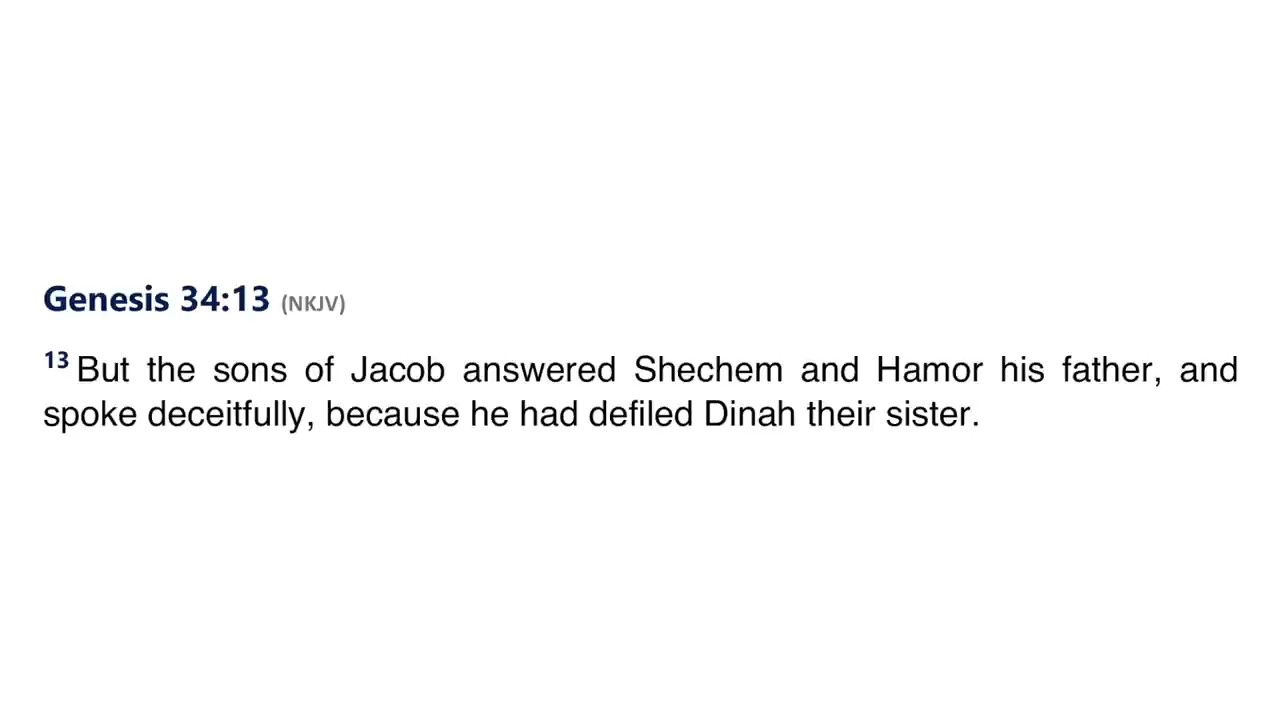 Genesis 34:13 (NKJV)
13 But the sons of Jacob answered Shechem and Hamor his father, and
spoke deceitfully, because he had defiled Dinah their sister.